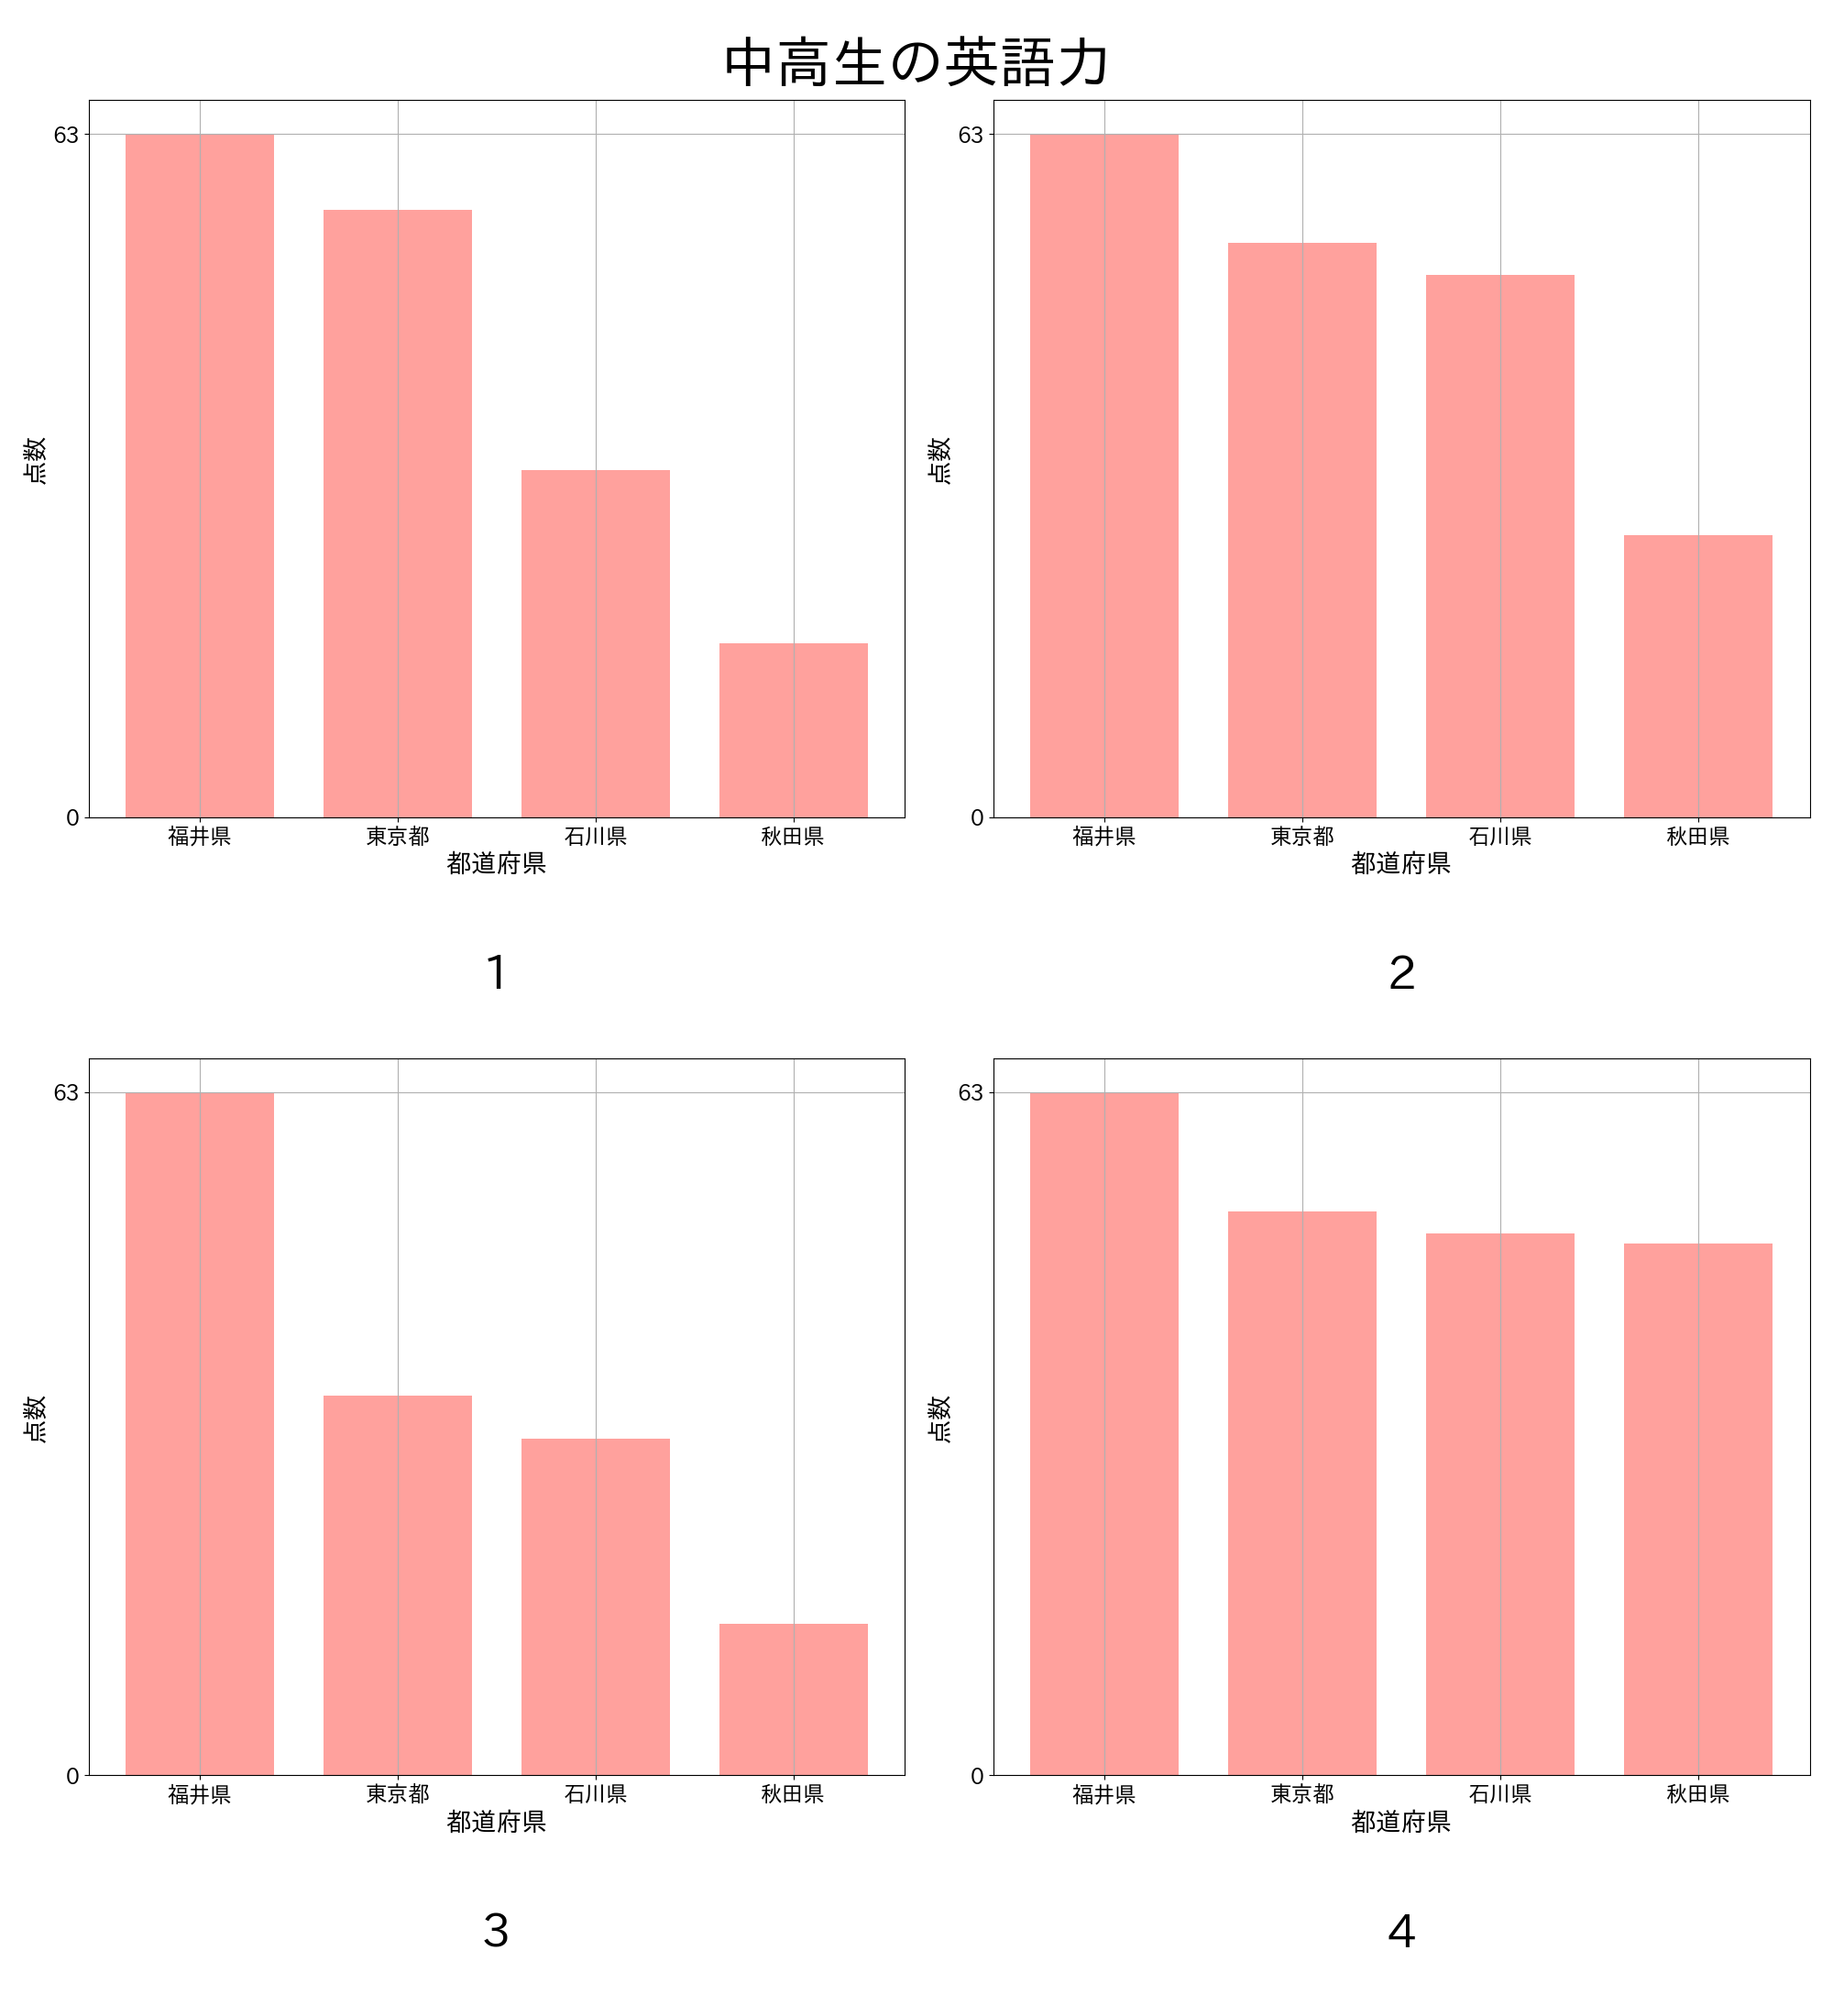 中高生の英語力
63
点数
0
福井県 東京都 石川県 秋田県
都道府県
1
63
点数
0
福井県 東京都 石川県 秋田県
都道府県
2
63
点数
0
福井県 東京都 石川県 秋田県
都道府県
3
63
点数
0
福井県 東京都 石川県 秋田県
都道府県
4